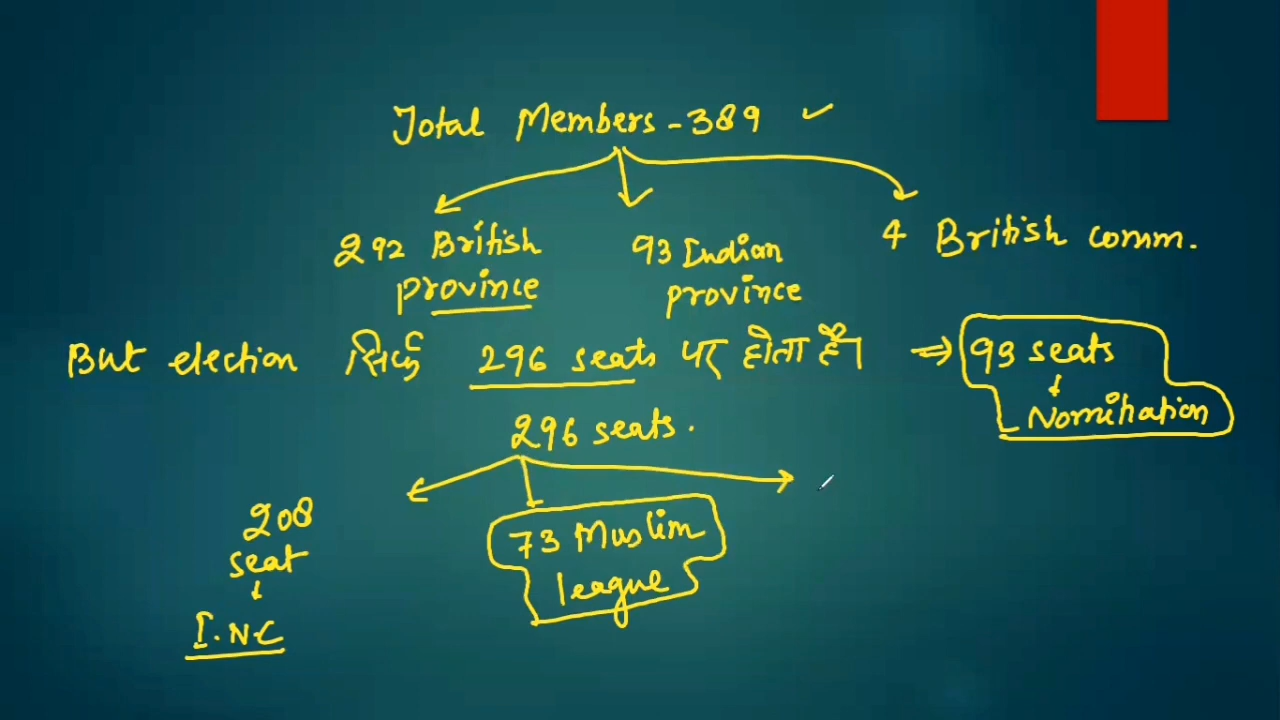 Total Members - 389 ✓
292 British province
93 Indian province
4 British comm.
But election सिर्फ 296 seats पर होता है। ⇒ 93 seats
↓
Nomination
296 seats.
208
seat
↓
I.NC
73 Muslim
league